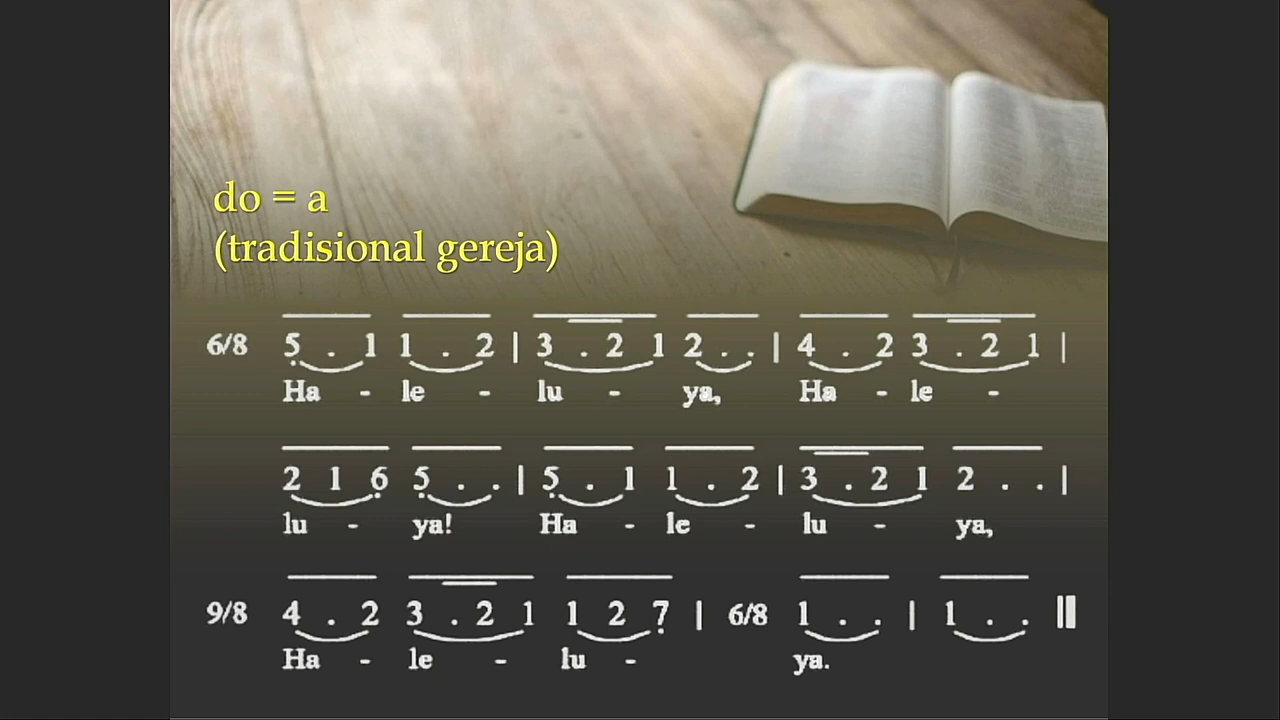 do = a
(tradisional gereja)
6/8 5̣ . 1 1 . 2 | 3 . 2 1 2 . . | 4 . 2 3 . 2 1 |
Ha - le - lu - ya, Ha - le -
2 1 6̣ 5̣ . . | 5̣ . 1 1 . 2 | 3 . 2 1 2 . . |
lu - ya! Ha - le - lu - ya,
9/8 4 . 2 3 . 2 1 1 2 7̣ | 6/8 1 . . | 1 . . ||
Ha - le - lu - ya.